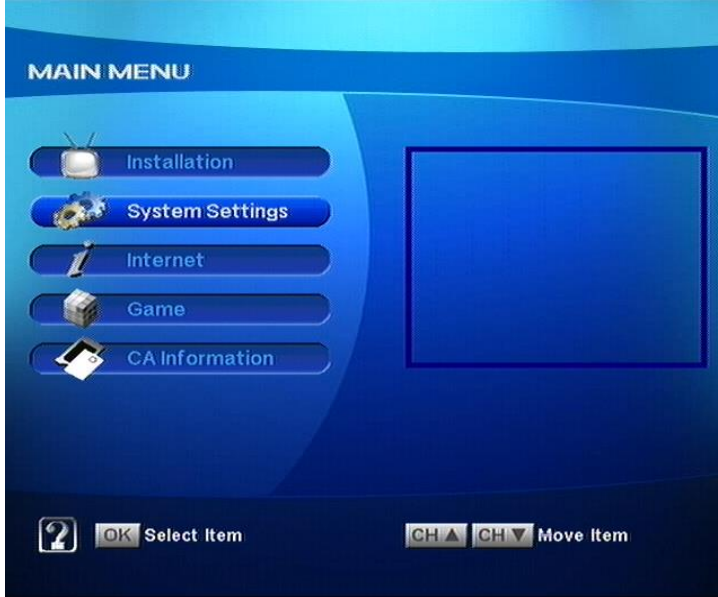 MAIN MENU
Installation
System Settings
Internet
Game
CA Information
? OK Select Item CH ▲ CH ▼ Move Item